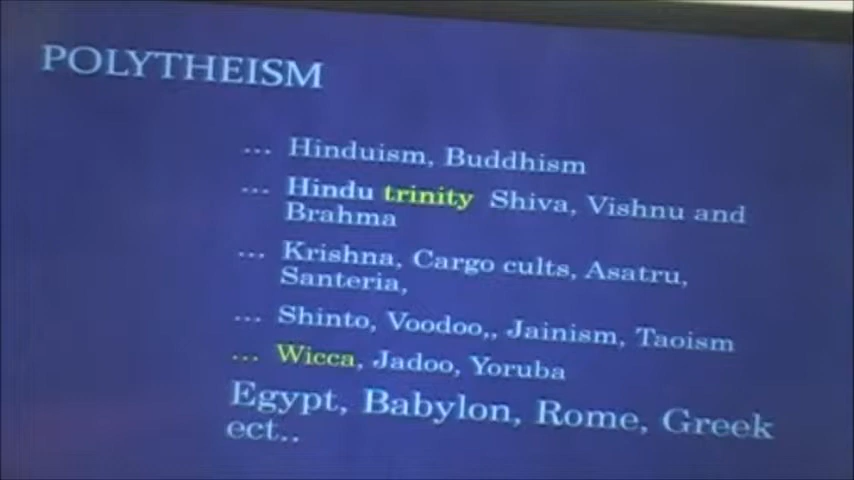 POLYTHEISM
... Hinduism, Buddhism
... Hindu trinity Shiva, Vishnu and
Brahma
... Krishna, Cargo cults, Asatru,
Santeria,
... Shinto, Voodoo,, Jainism, Taoism
... Wicca, Jadoo, Yoruba
Egypt, Babylon, Rome, Greek
ect..